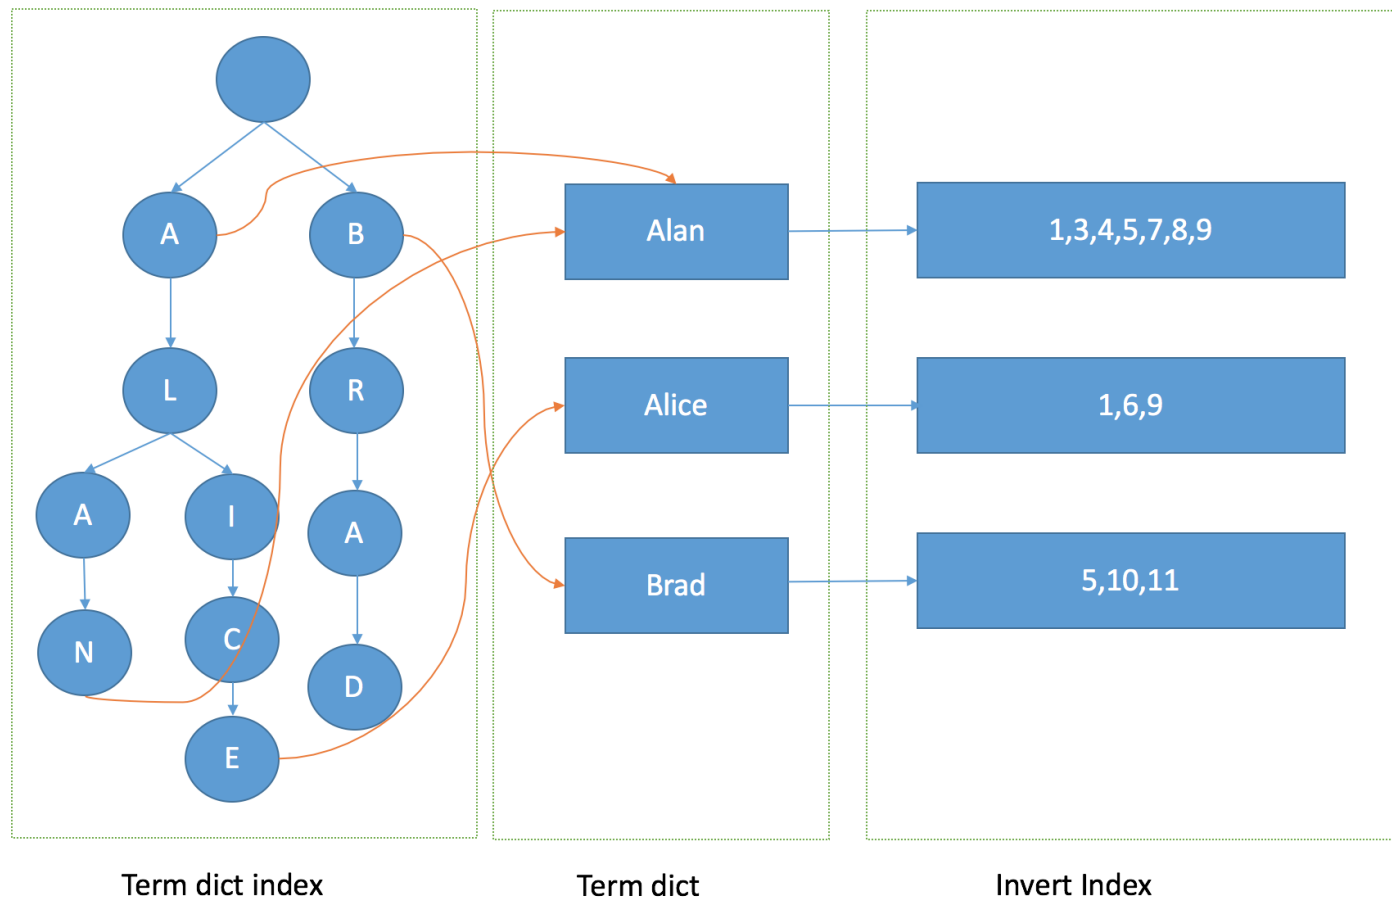 A
B
Alan
1,3,4,5,7,8,9
L
R
Alice
1,6,9
A
I
A
Brad
5,10,11
N
C
D
E
Term dict index
Term dict
Invert Index